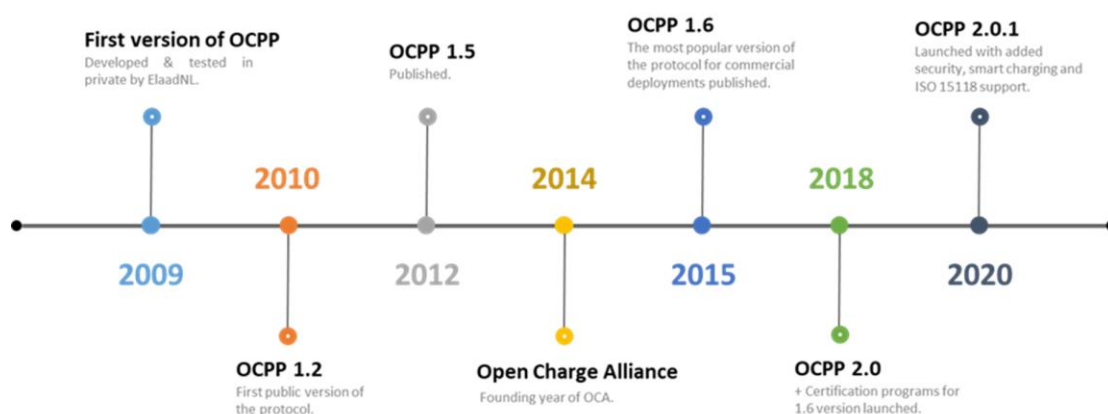 First version of OCPP
Developed & tested in
private by ElaadNL.
2009
2010
OCPP 1.2
First public version of
the protocol.
OCPP 1.5
Published.
2012
2014
Open Charge Alliance
Founding year of OCA.
OCPP 1.6
The most popular version of
the protocol for commercial
deployments published.
2015
2018
OCPP 2.0
+ Certification programs for
1.6 version launched.
OCPP 2.0.1
Launched with added
security, smart charging and
ISO 15118 support.
2020